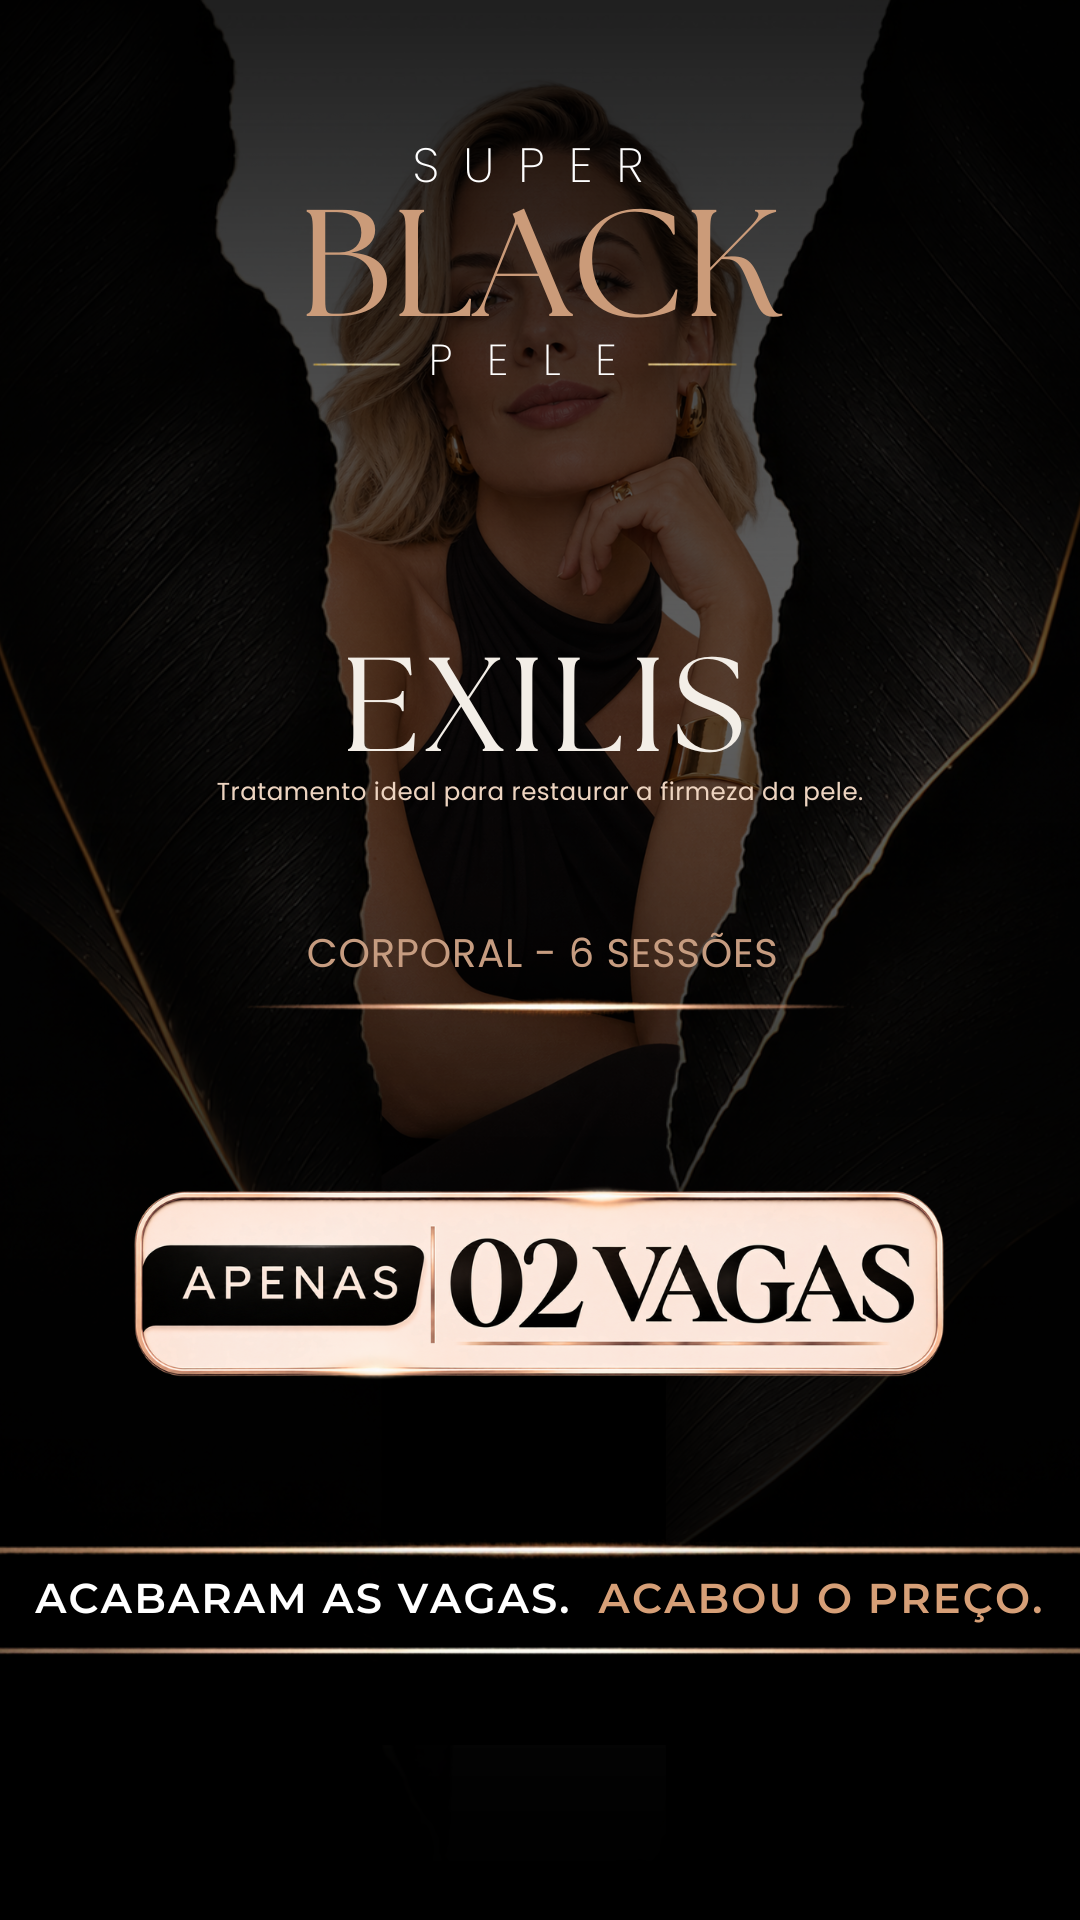 SUPER
BLACK
PELE
EXILIS
Tratamento ideal para restaurar a firmeza da pele.
CORPORAL - 6 SESSÕES
APENAS 02 VAGAS
ACABARAM AS VAGAS. ACABOU O PREÇO.